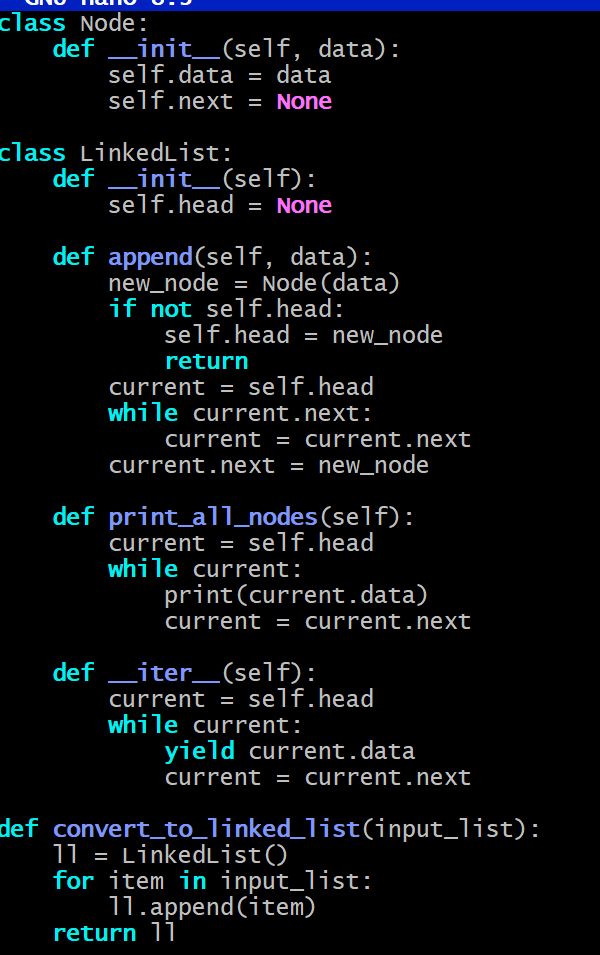 GNU nano 6.3
class Node:
    def __init__(self, data):
        self.data = data
        self.next = None

class LinkedList:
    def __init__(self):
        self.head = None

    def append(self, data):
        new_node = Node(data)
        if not self.head:
            self.head = new_node
            return
        current = self.head
        while current.next:
            current = current.next
        current.next = new_node

    def print_all_nodes(self):
        current = self.head
        while current:
            print(current.data)
            current = current.next

    def __iter__(self):
        current = self.head
        while current:
            yield current.data
            current = current.next

def convert_to_linked_list(input_list):
    ll = LinkedList()
    for item in input_list:
        ll.append(item)
    return ll